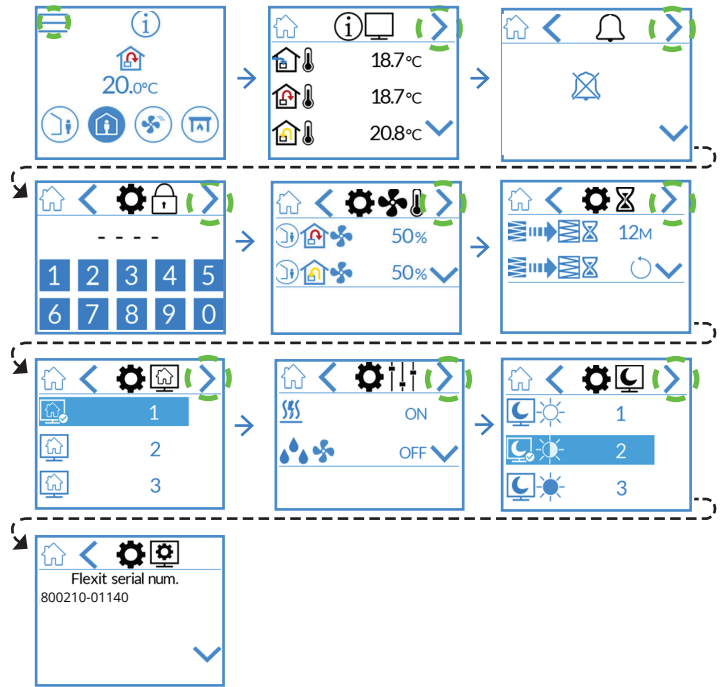 20.0°C
18.7°C
18.7°C
20.8°C
- - - -
1 2 3 4 5
6 7 8 9 0
50%
50%
12M
1
2
3
ON
OFF
1
2
3
Flexit serial num.
800210-01140